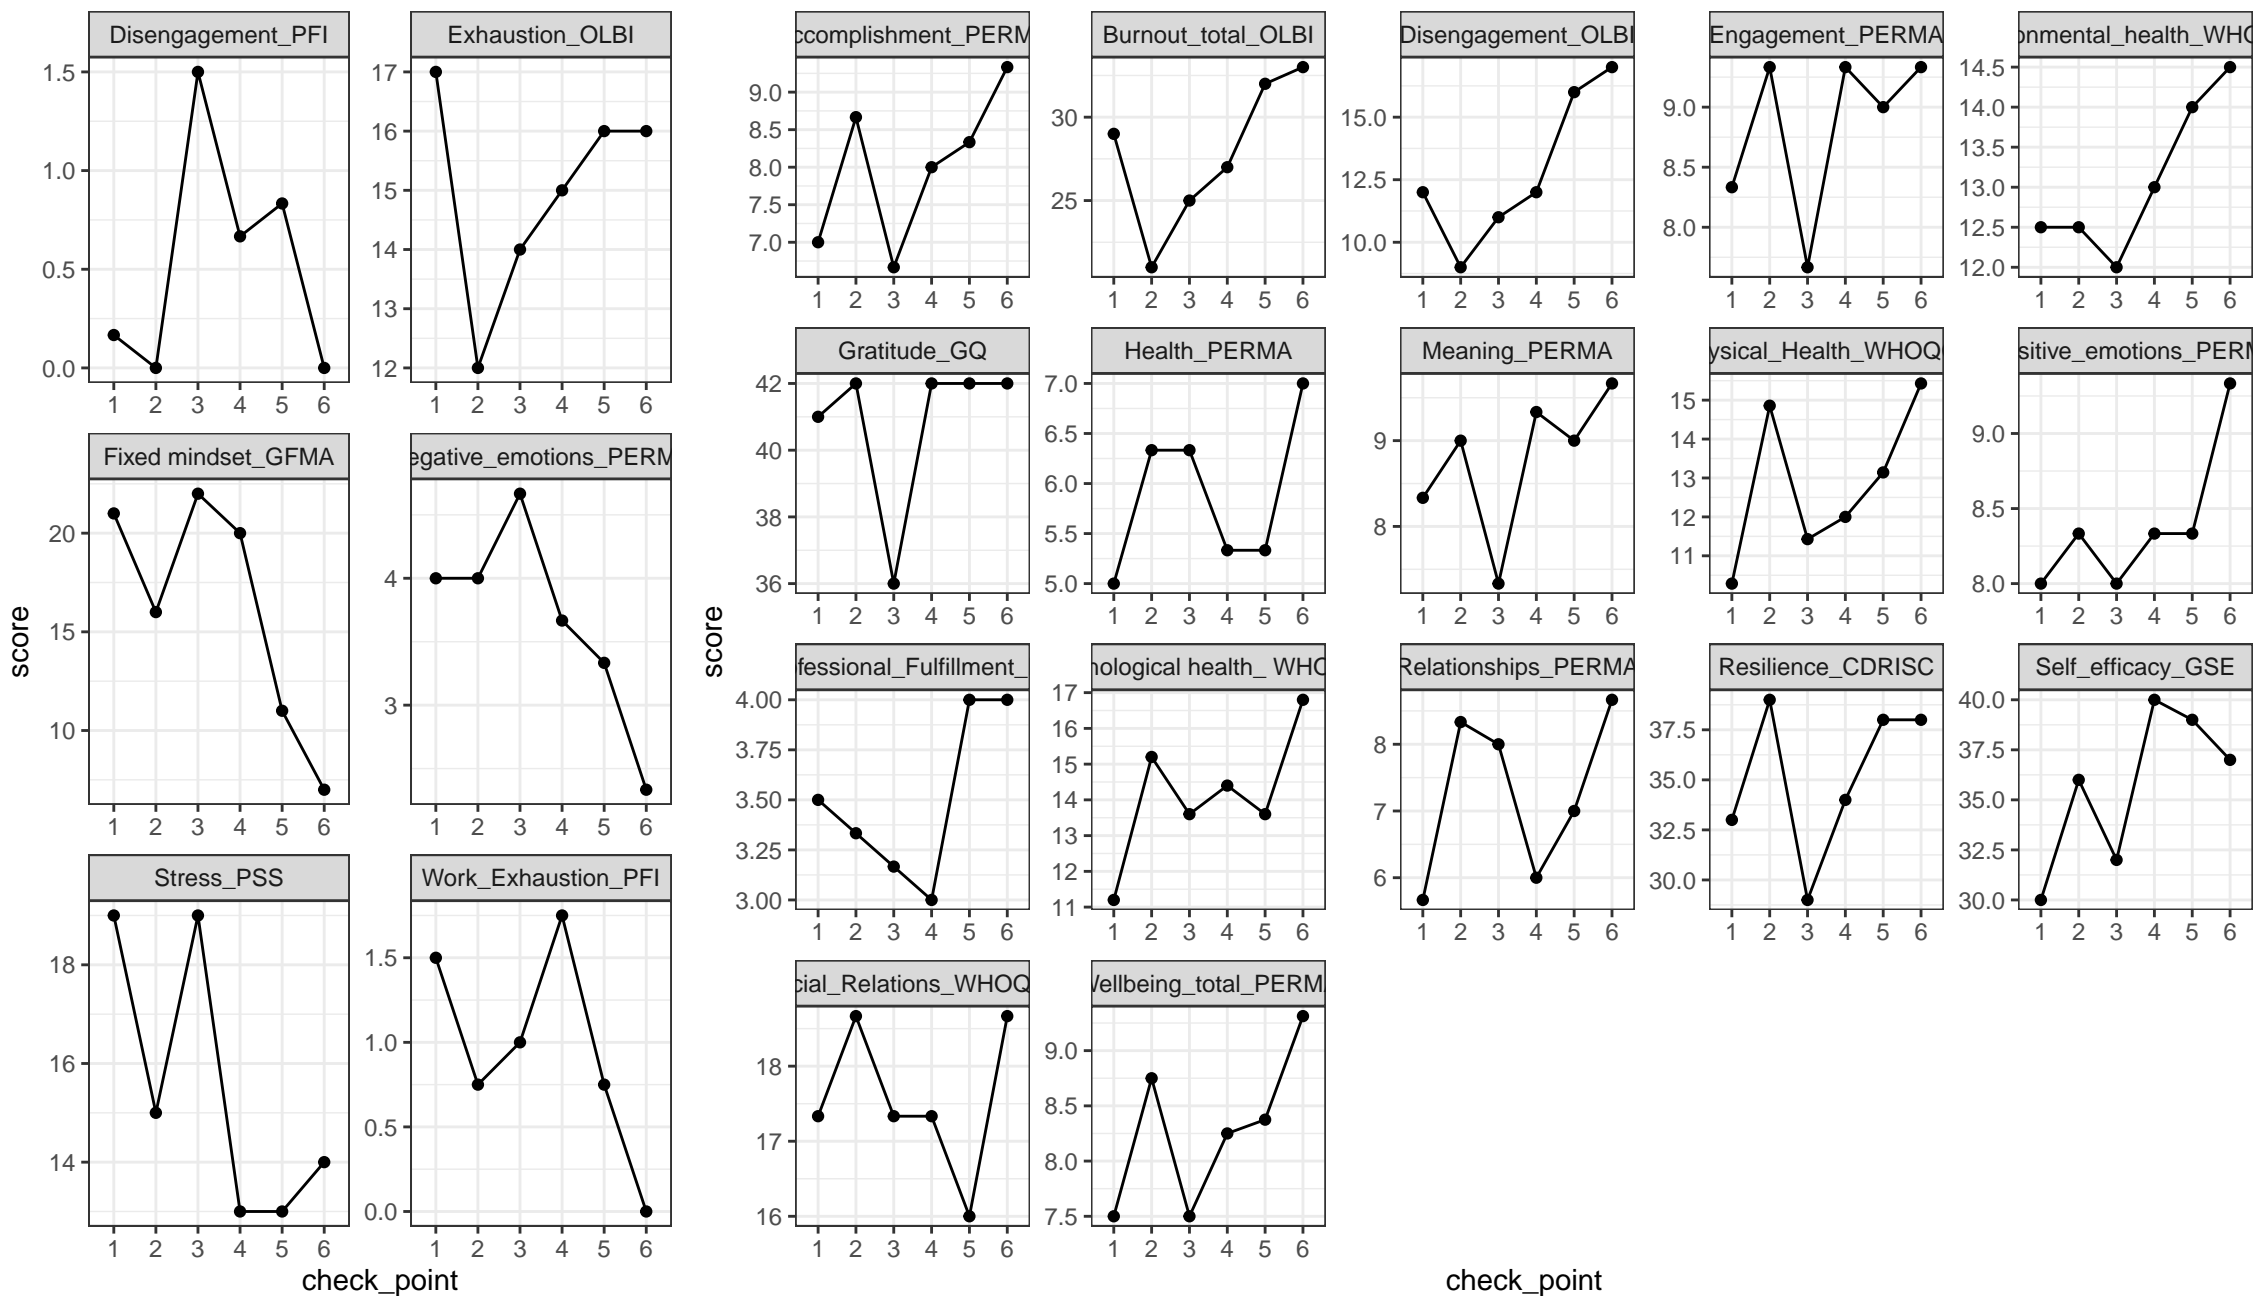 Disengagement_PFI
1.5
1.0
0.5
0.0
1 2 3 4 5 6
Exhaustion_OLBI
17
16
15
14
13
12
1 2 3 4 5 6
Fixed mindset_GFMA
20
15
10
1 2 3 4 5 6
egative_emotions_PERM
4
3
1 2 3 4 5 6
Stress_PSS
18
16
14
1 2 3 4 5 6
Work_Exhaustion_PFI
1.5
1.0
0.5
0.0
1 2 3 4 5 6
score
check_point
ccomplishment_PERM
9.0
8.5
8.0
7.5
7.0
1 2 3 4 5 6
Burnout_total_OLBI
30
25
1 2 3 4 5 6
Disengagement_OLBI
15.0
12.5
10.0
1 2 3 4 5 6
Engagement_PERMA
9.0
8.5
8.0
1 2 3 4 5 6
onmental_health_WHO
14.5
14.0
13.5
13.0
12.5
12.0
1 2 3 4 5 6
Gratitude_GQ
42
40
38
36
1 2 3 4 5 6
Health_PERMA
7.0
6.5
6.0
5.5
5.0
1 2 3 4 5 6
Meaning_PERMA
9
8
1 2 3 4 5 6
ysical_Health_WHOQ
15
14
13
12
11
1 2 3 4 5 6
sitive_emotions_PERM
9.0
8.5
8.0
1 2 3 4 5 6
fessional_Fulfillment_
4.00
3.75
3.50
3.25
3.00
1 2 3 4 5 6
hological health_ WHO
17
16
15
14
13
12
11
1 2 3 4 5 6
Relationships_PERMA
8
7
6
1 2 3 4 5 6
Resilience_CDRISC
37.5
35.0
32.5
30.0
1 2 3 4 5 6
Self_efficacy_GSE
40.0
37.5
35.0
32.5
30.0
1 2 3 4 5 6
cial_Relations_WHOQ
18
17
16
1 2 3 4 5 6
Wellbeing_total_PERMA
9.0
8.5
8.0
7.5
1 2 3 4 5 6
score
check_point